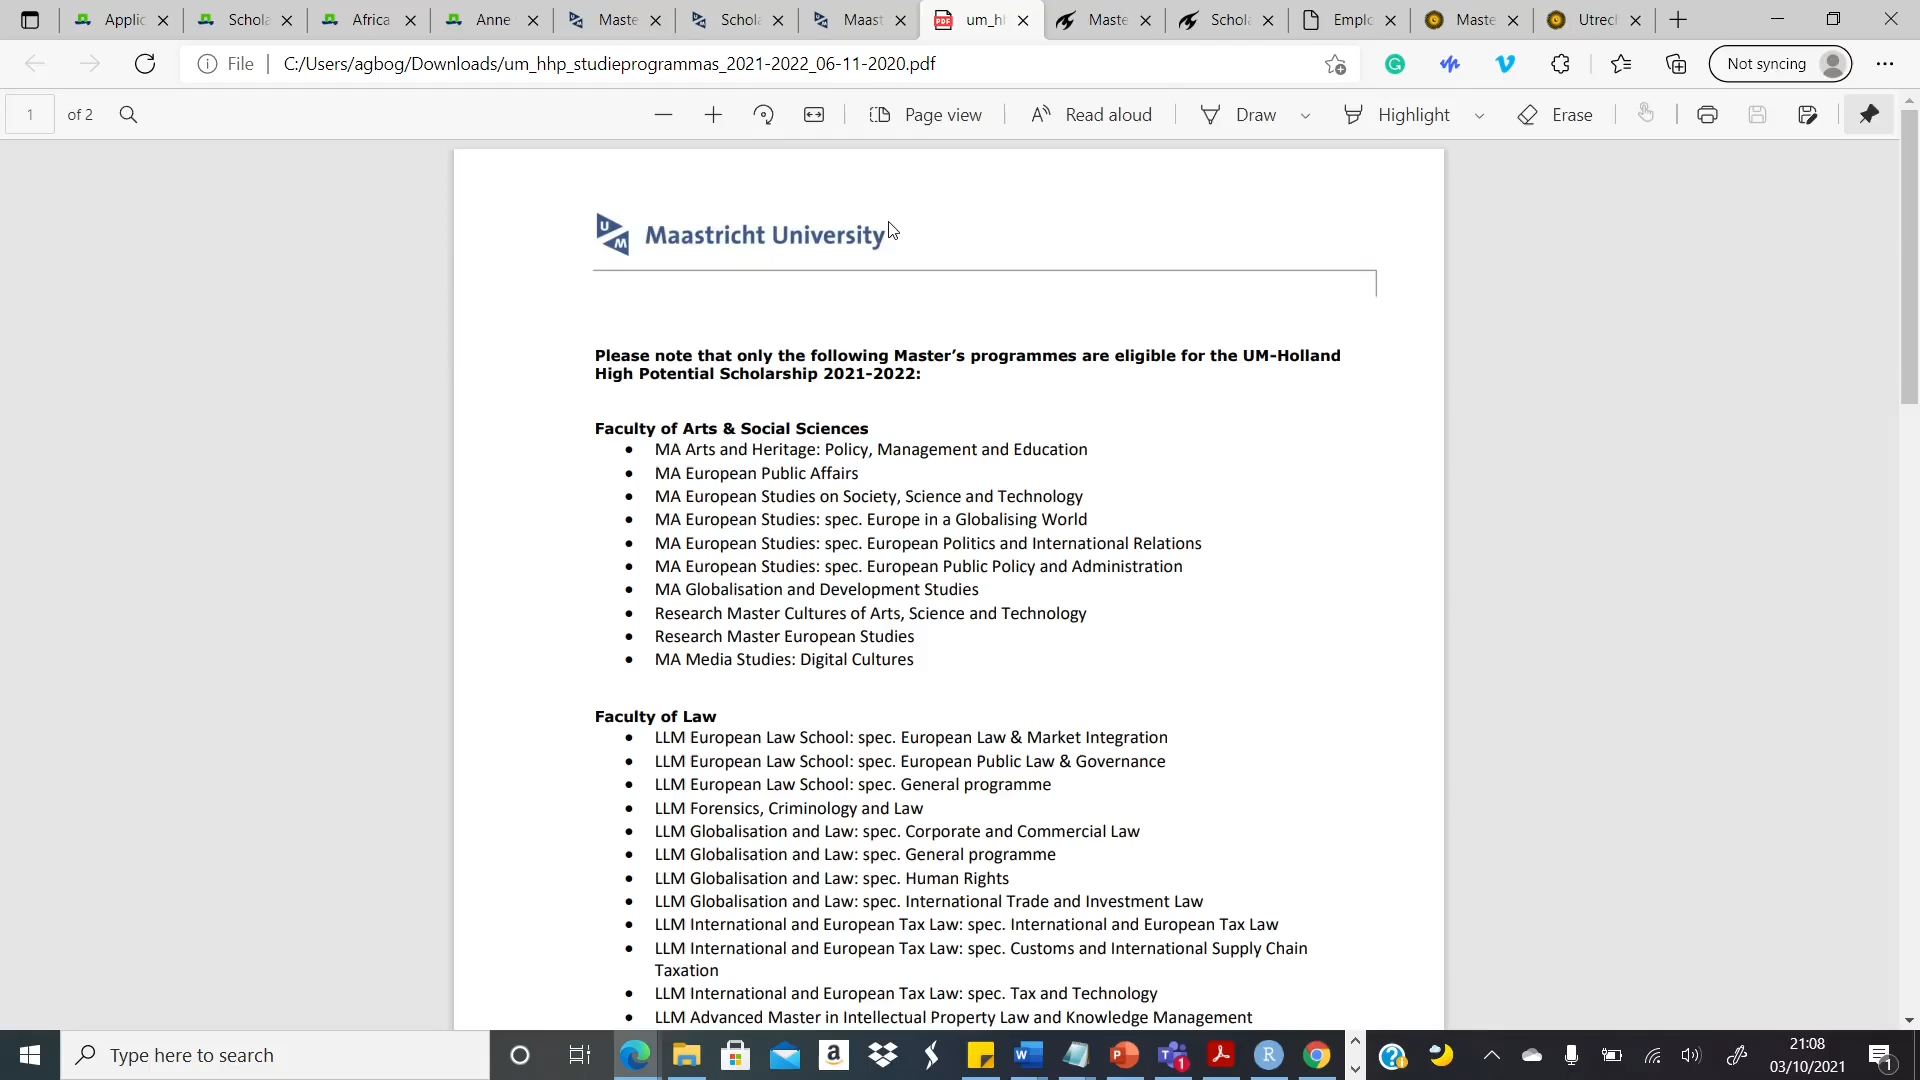 Applic
Schola
Africa
Anne
Maste
Schola
Maast
um_hh
Maste
Schola
Emplo
Maste
Utrech
File
C:/Users/agbog/Downloads/um_hhp_studieprogrammas_2021-2022_06-11-2020.pdf
Not syncing
1 of 2
Page view
Read aloud
Draw
Highlight
Erase
UM Maastricht University
Please note that only the following Master’s programmes are eligible for the UM-Holland
High Potential Scholarship 2021-2022:
Faculty of Arts & Social Sciences
• MA Arts and Heritage: Policy, Management and Education
• MA European Public Affairs
• MA European Studies on Society, Science and Technology
• MA European Studies: spec. Europe in a Globalising World
• MA European Studies: spec. European Politics and International Relations
• MA European Studies: spec. European Public Policy and Administration
• MA Globalisation and Development Studies
• Research Master Cultures of Arts, Science and Technology
• Research Master European Studies
• MA Media Studies: Digital Cultures
Faculty of Law
• LLM European Law School: spec. European Law & Market Integration
• LLM European Law School: spec. European Public Law & Governance
• LLM European Law School: spec. General programme
• LLM Forensics, Criminology and Law
• LLM Globalisation and Law: spec. Corporate and Commercial Law
• LLM Globalisation and Law: spec. General programme
• LLM Globalisation and Law: spec. Human Rights
• LLM Globalisation and Law: spec. International Trade and Investment Law
• LLM International and European Tax Law: spec. International and European Tax Law
• LLM International and European Tax Law: spec. Customs and International Supply Chain
Taxation
• LLM International and European Tax Law: spec. Tax and Technology
• LLM Advanced Master in Intellectual Property Law and Knowledge Management
Type here to search
21:08
03/10/2021
1